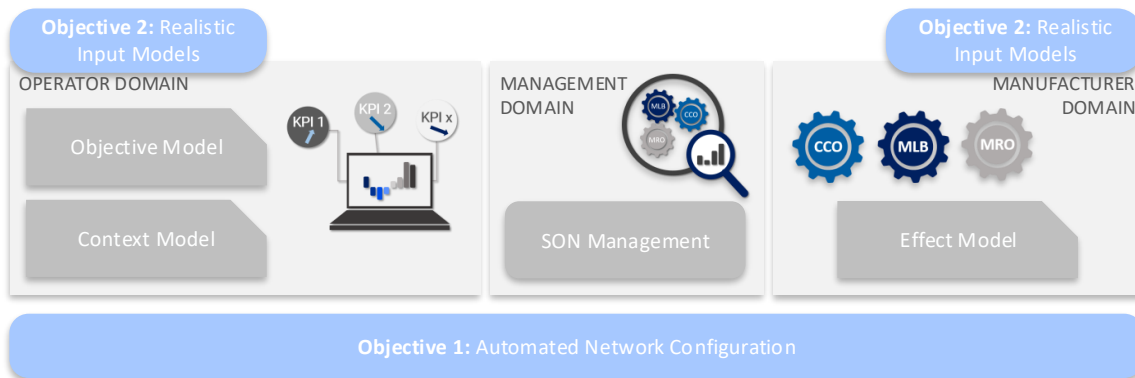 Objective 2: Realistic
Input Models
Objective 2: Realistic
Input Models
OPERATOR DOMAIN
Objective Model
Context Model
KPI 1
KPI 2
KPI x
MANAGEMENT
DOMAIN
MLB
CCO
MRO
SON Management
MANUFACTURER
DOMAIN
CCO
MLB
MRO
Effect Model
Objective 1: Automated Network Configuration